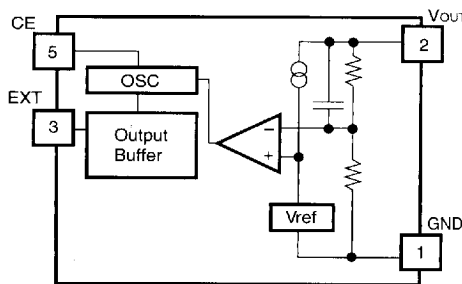 CE
VOUT
5
2
OSC
EXT
3
Output
Buffer
−
+
Vref
GND
1